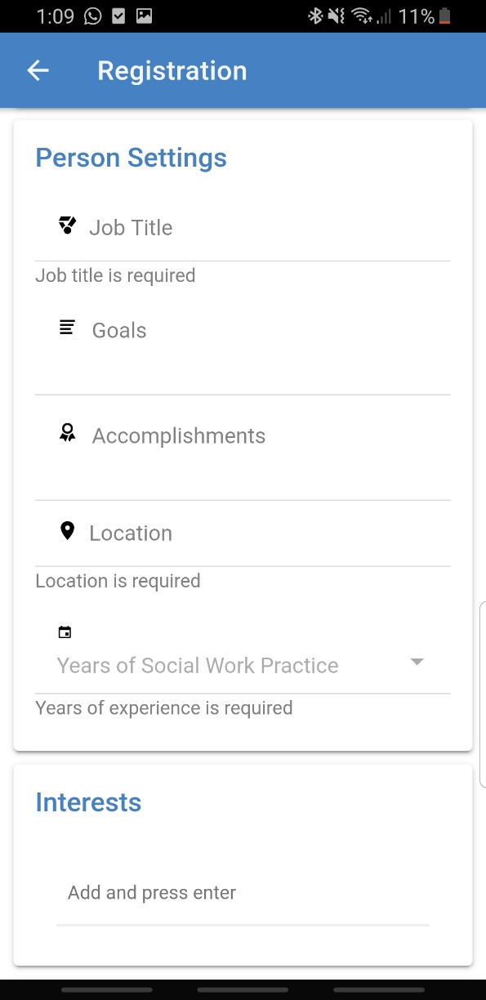 1:09 11%
Registration
Person Settings
Job Title
Job title is required
Goals
Accomplishments
Location
Location is required
Years of Social Work Practice
Years of experience is required
Interests
Add and press enter